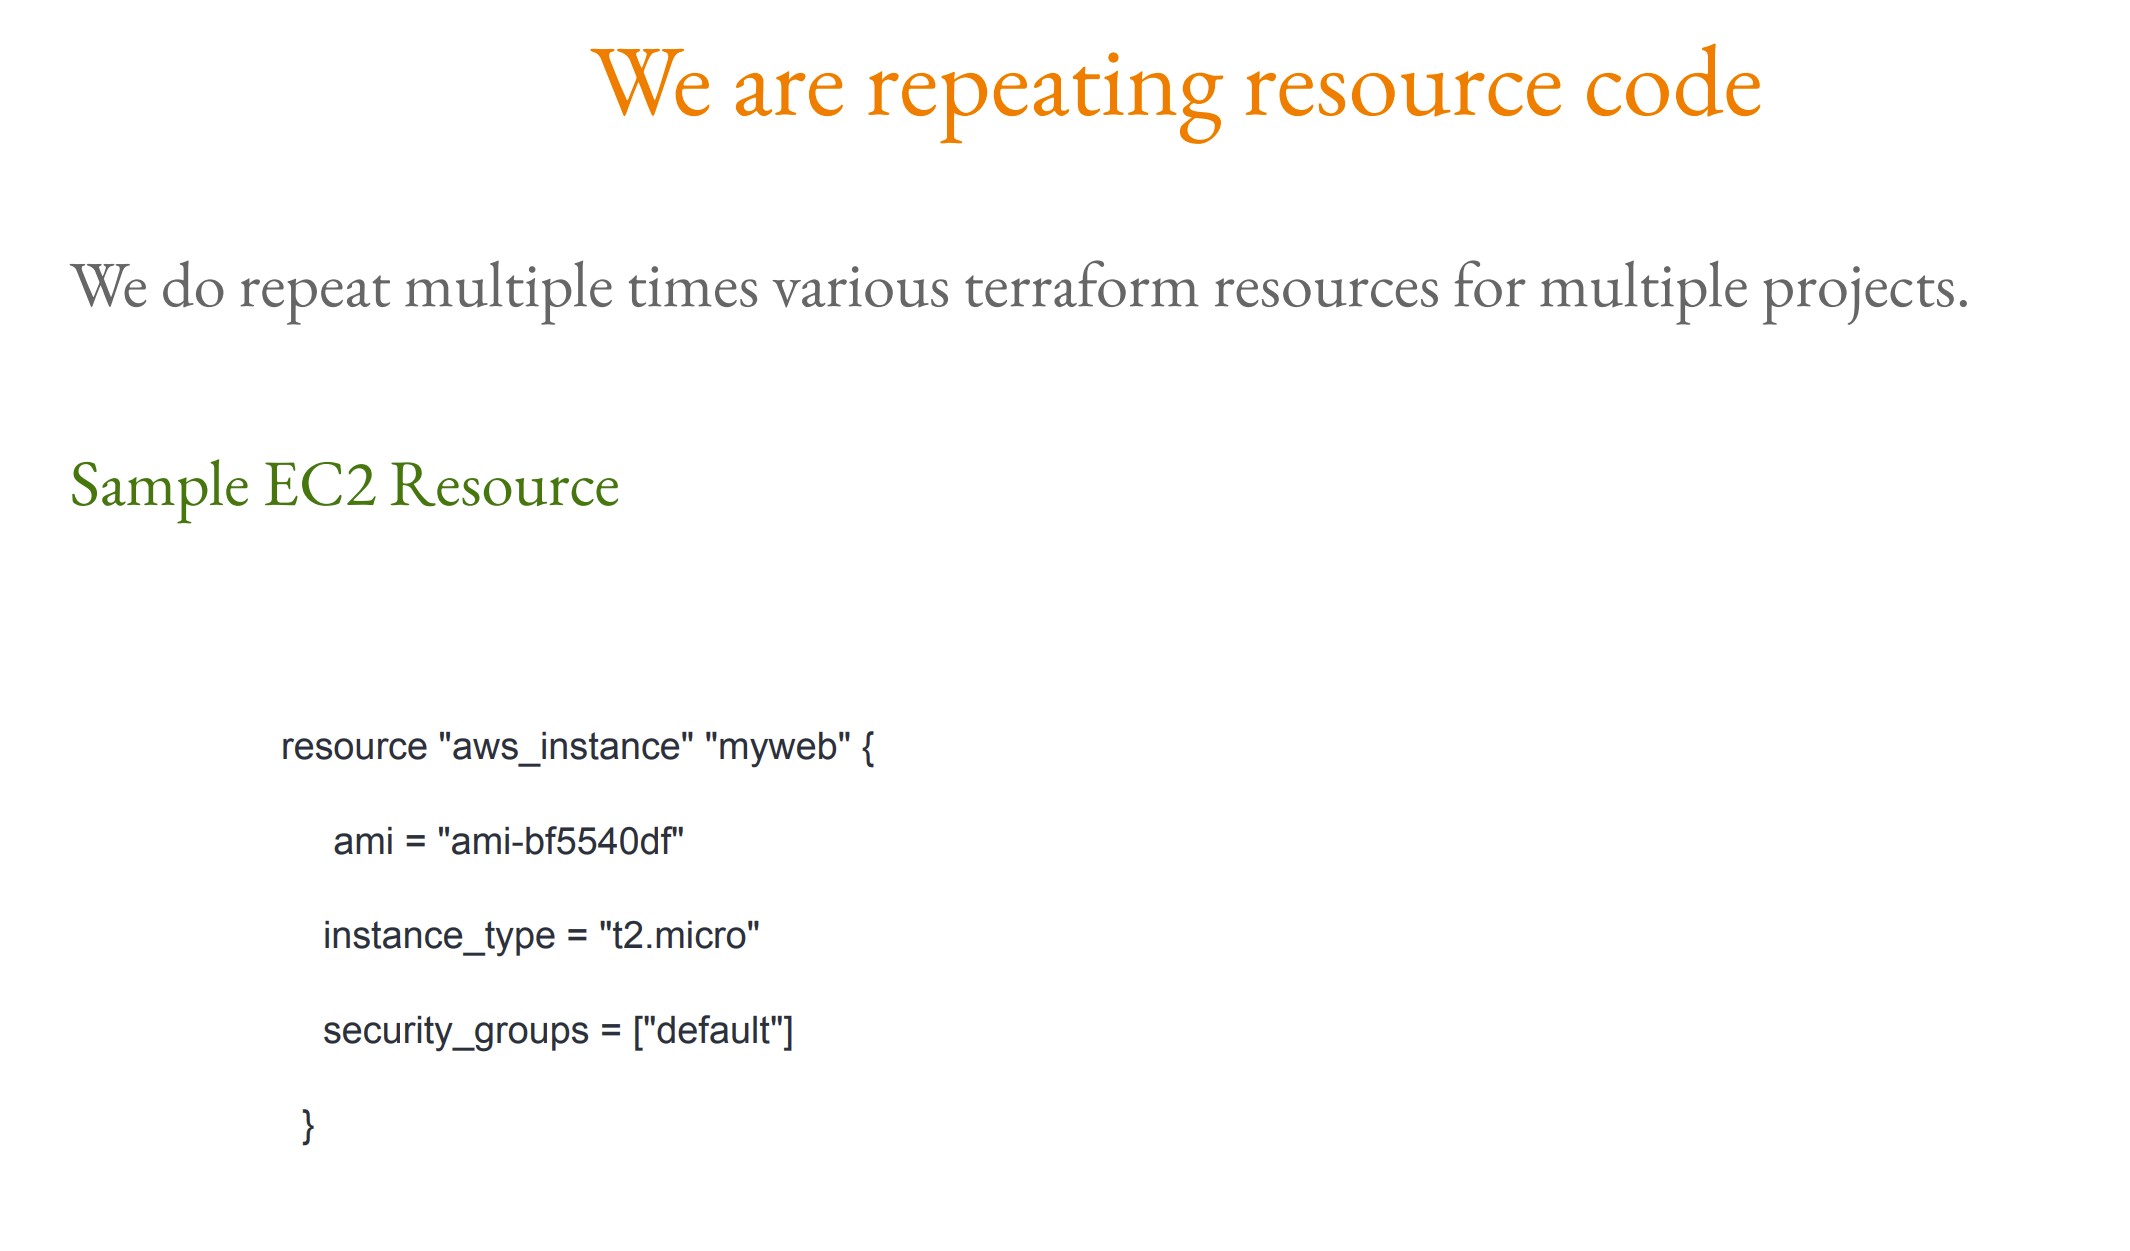 We are repeating resource code
We do repeat multiple times various terraform resources for multiple projects.
Sample EC2 Resource
resource "aws_instance" "myweb" {
ami = "ami-bf5540df"
instance_type = "t2.micro"
security_groups = ["default"]
}